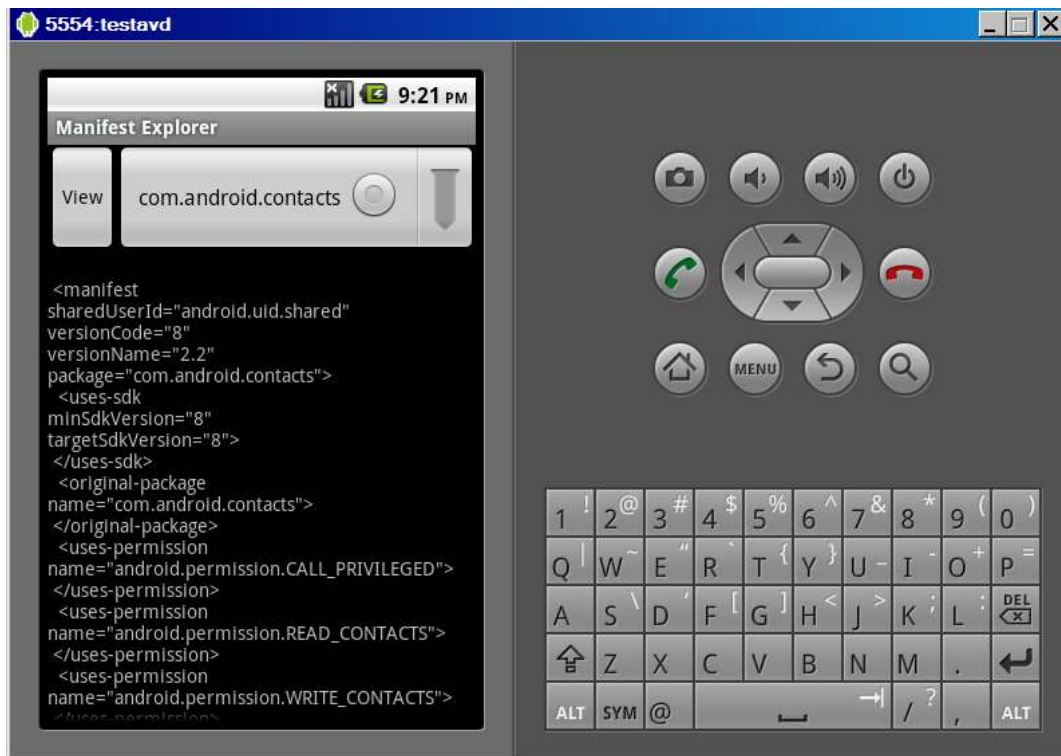 5554:testavd
9:21 PM
Manifest Explorer
View com.android.contacts
<manifest
sharedUserId="android.uid.shared"
versionCode="8"
versionName="2.2"
package="com.android.contacts">
<uses-sdk
minSdkVersion="8"
targetSdkVersion="8">
</uses-sdk>
<original-package
name="com.android.contacts">
</original-package>
<uses-permission
name="android.permission.CALL_PRIVILEGED">
</uses-permission>
<uses-permission
name="android.permission.READ_CONTACTS">
</uses-permission>
<uses-permission
name="android.permission.WRITE_CONTACTS">
</uses-permission>
MENU
1 ! 2 @ 3 # 4 $ 5 % 6 ^ 7 & 8 * 9 ( 0 )
Q | W ~ E " R ` T { Y } U _ I - O + P =
A S \ D ' F [ G ] H < J > K ; L : DEL
Z X C V B N M .
ALT SYM @ / ? , ALT